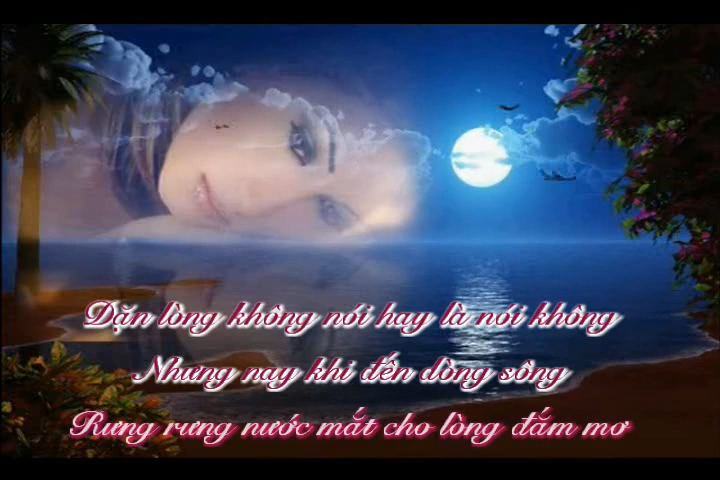 Dặn lòng không nói hay là nói không
Nhưng nay khi đến dòng sông
Rưng rưng nước mắt cho lòng đắm mơ